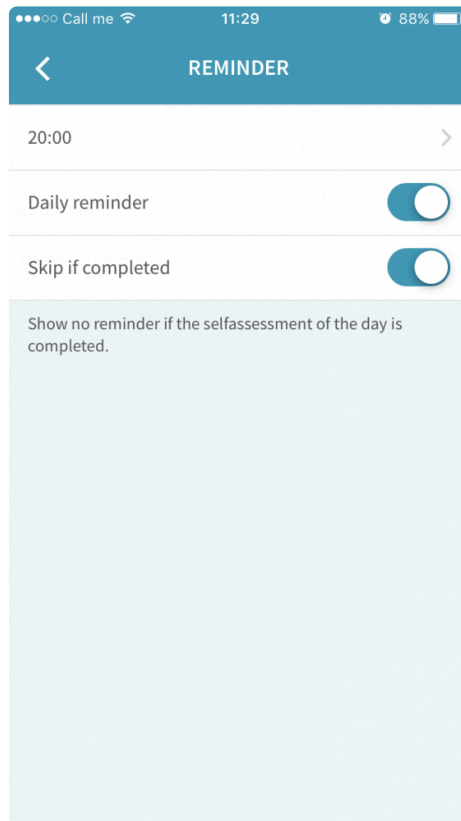 Call me 11:29 88%
REMINDER
20:00
Daily reminder
Skip if completed
Show no reminder if the selfassessment of the day is
completed.